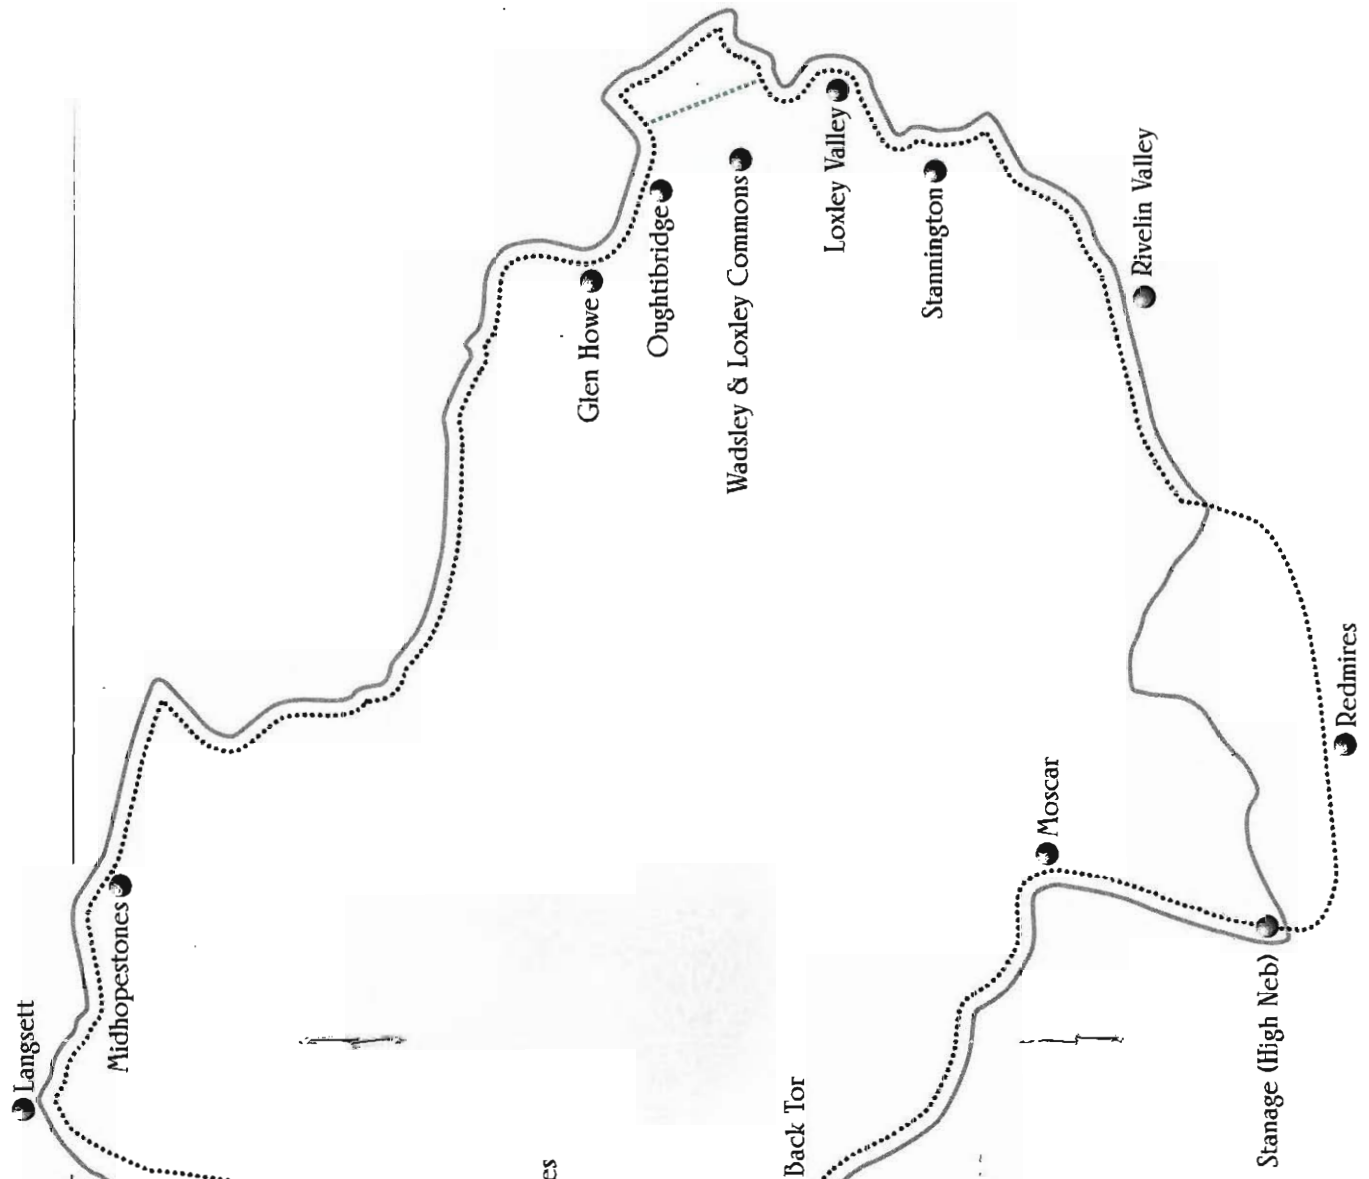 Langsett
Midhopestones
Glen Howe
Oughtibridge
Wadsley & Loxley Commons
Loxley Valley
Stannington
Rivelin Valley
Redmires
Moscar
Stanage (High Neb)
Back Tor
es